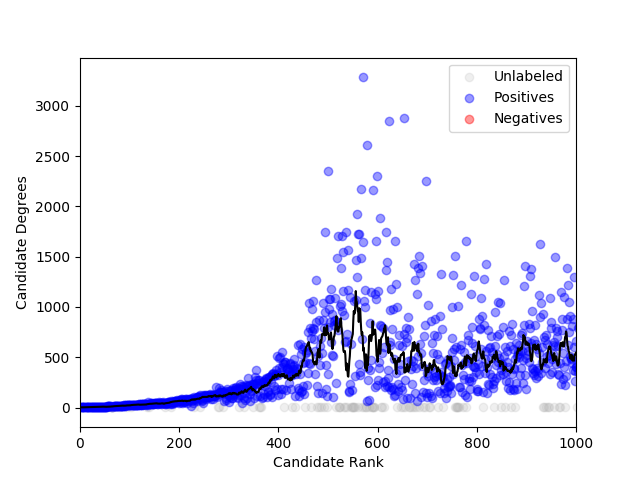 Unlabeled
Positives
Negatives
3000
2500
2000
1500
1000
500
0
Candidate Degrees
0 200 400 600 800 1000
Candidate Rank